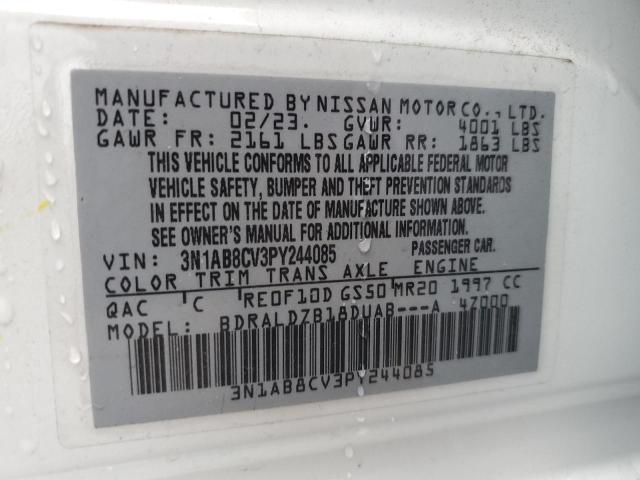 MANUFACTURED BY NISSAN MOTOR CO., LTD.
DATE: 02/23. GVWR: 4001 LBS
GAWR FR: 2161 LBS GAWR RR: 1863 LBS
THIS VEHICLE CONFORMS TO ALL APPLICABLE FEDERAL MOTOR
VEHICLE SAFETY, BUMPER AND THEFT PREVENTION STANDARDS
IN EFFECT ON THE DATE OF MANUFACTURE SHOWN ABOVE.
SEE OWNER'S MANUAL FOR ADDITIONAL INFORMATION.
VIN: 3N1AB8CV3PY244085 PASSENGER CAR.
COLOR TRIM TRANS AXLE ENGINE
QAC C RE0F10D GS50 MR20 1997 CC
MODEL: BDRALDZB18DUAB---A 4Z000
3N1AB8CV3PY244085